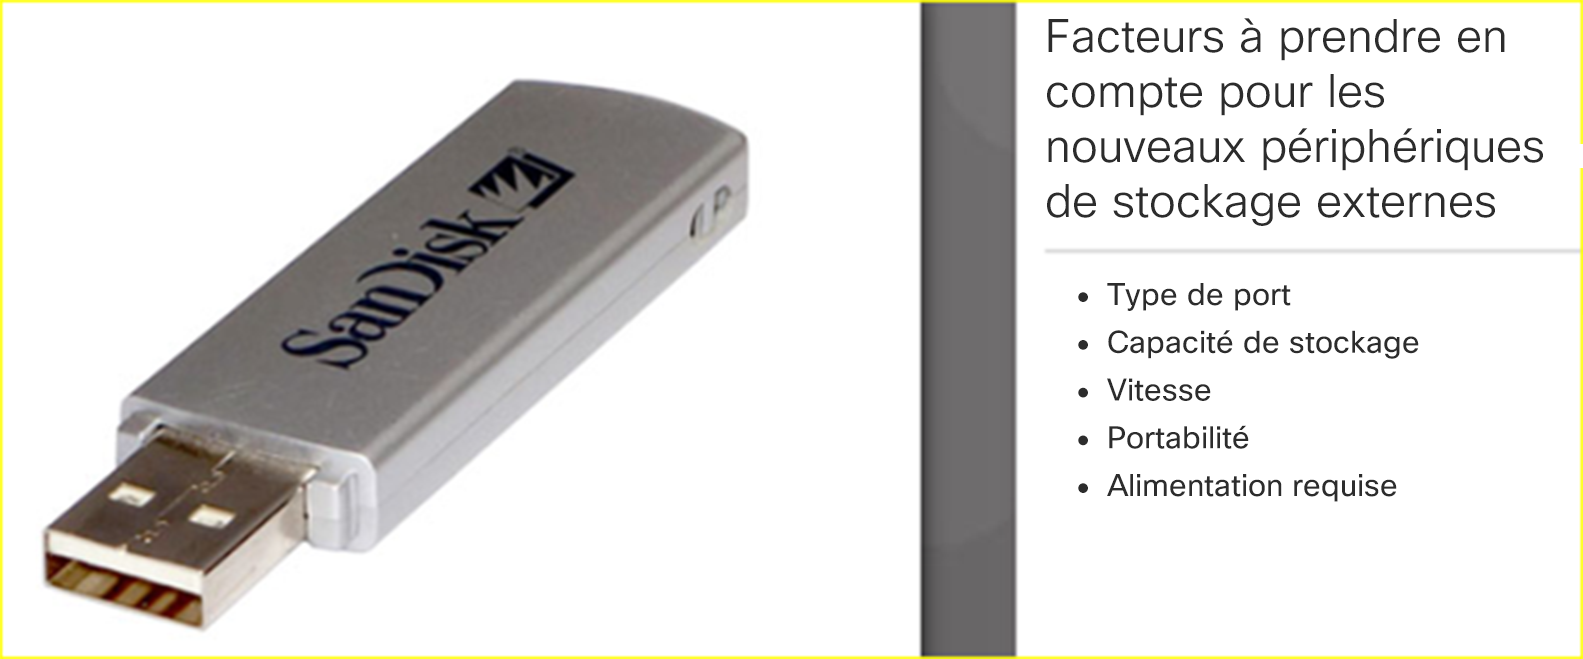 SanDisk
Facteurs à prendre en
compte pour les
nouveaux périphériques
de stockage externes
Type de port
Capacité de stockage
Vitesse
Portabilité
Alimentation requise